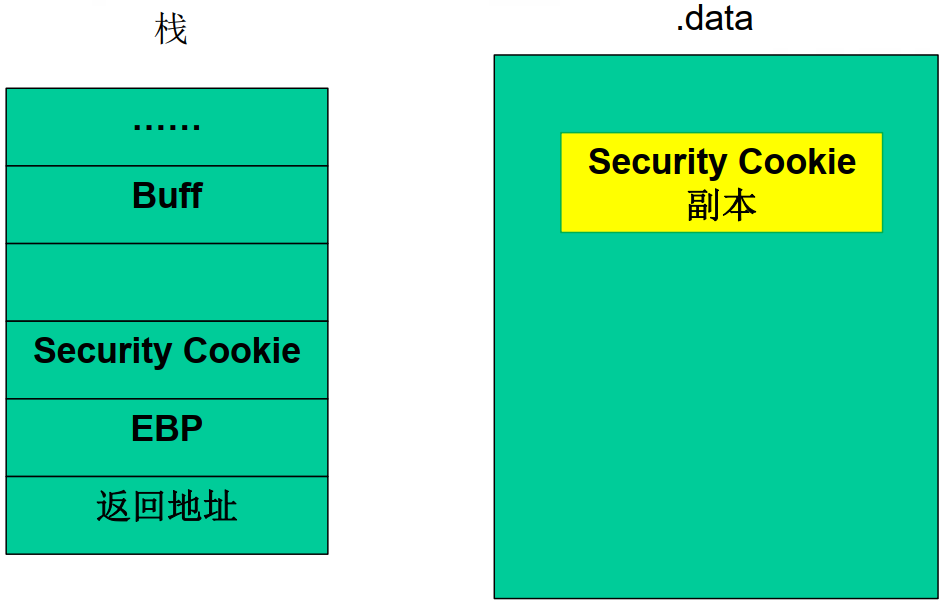 栈
……
Buff
Security Cookie
EBP
返回地址
.data
Security Cookie
副本